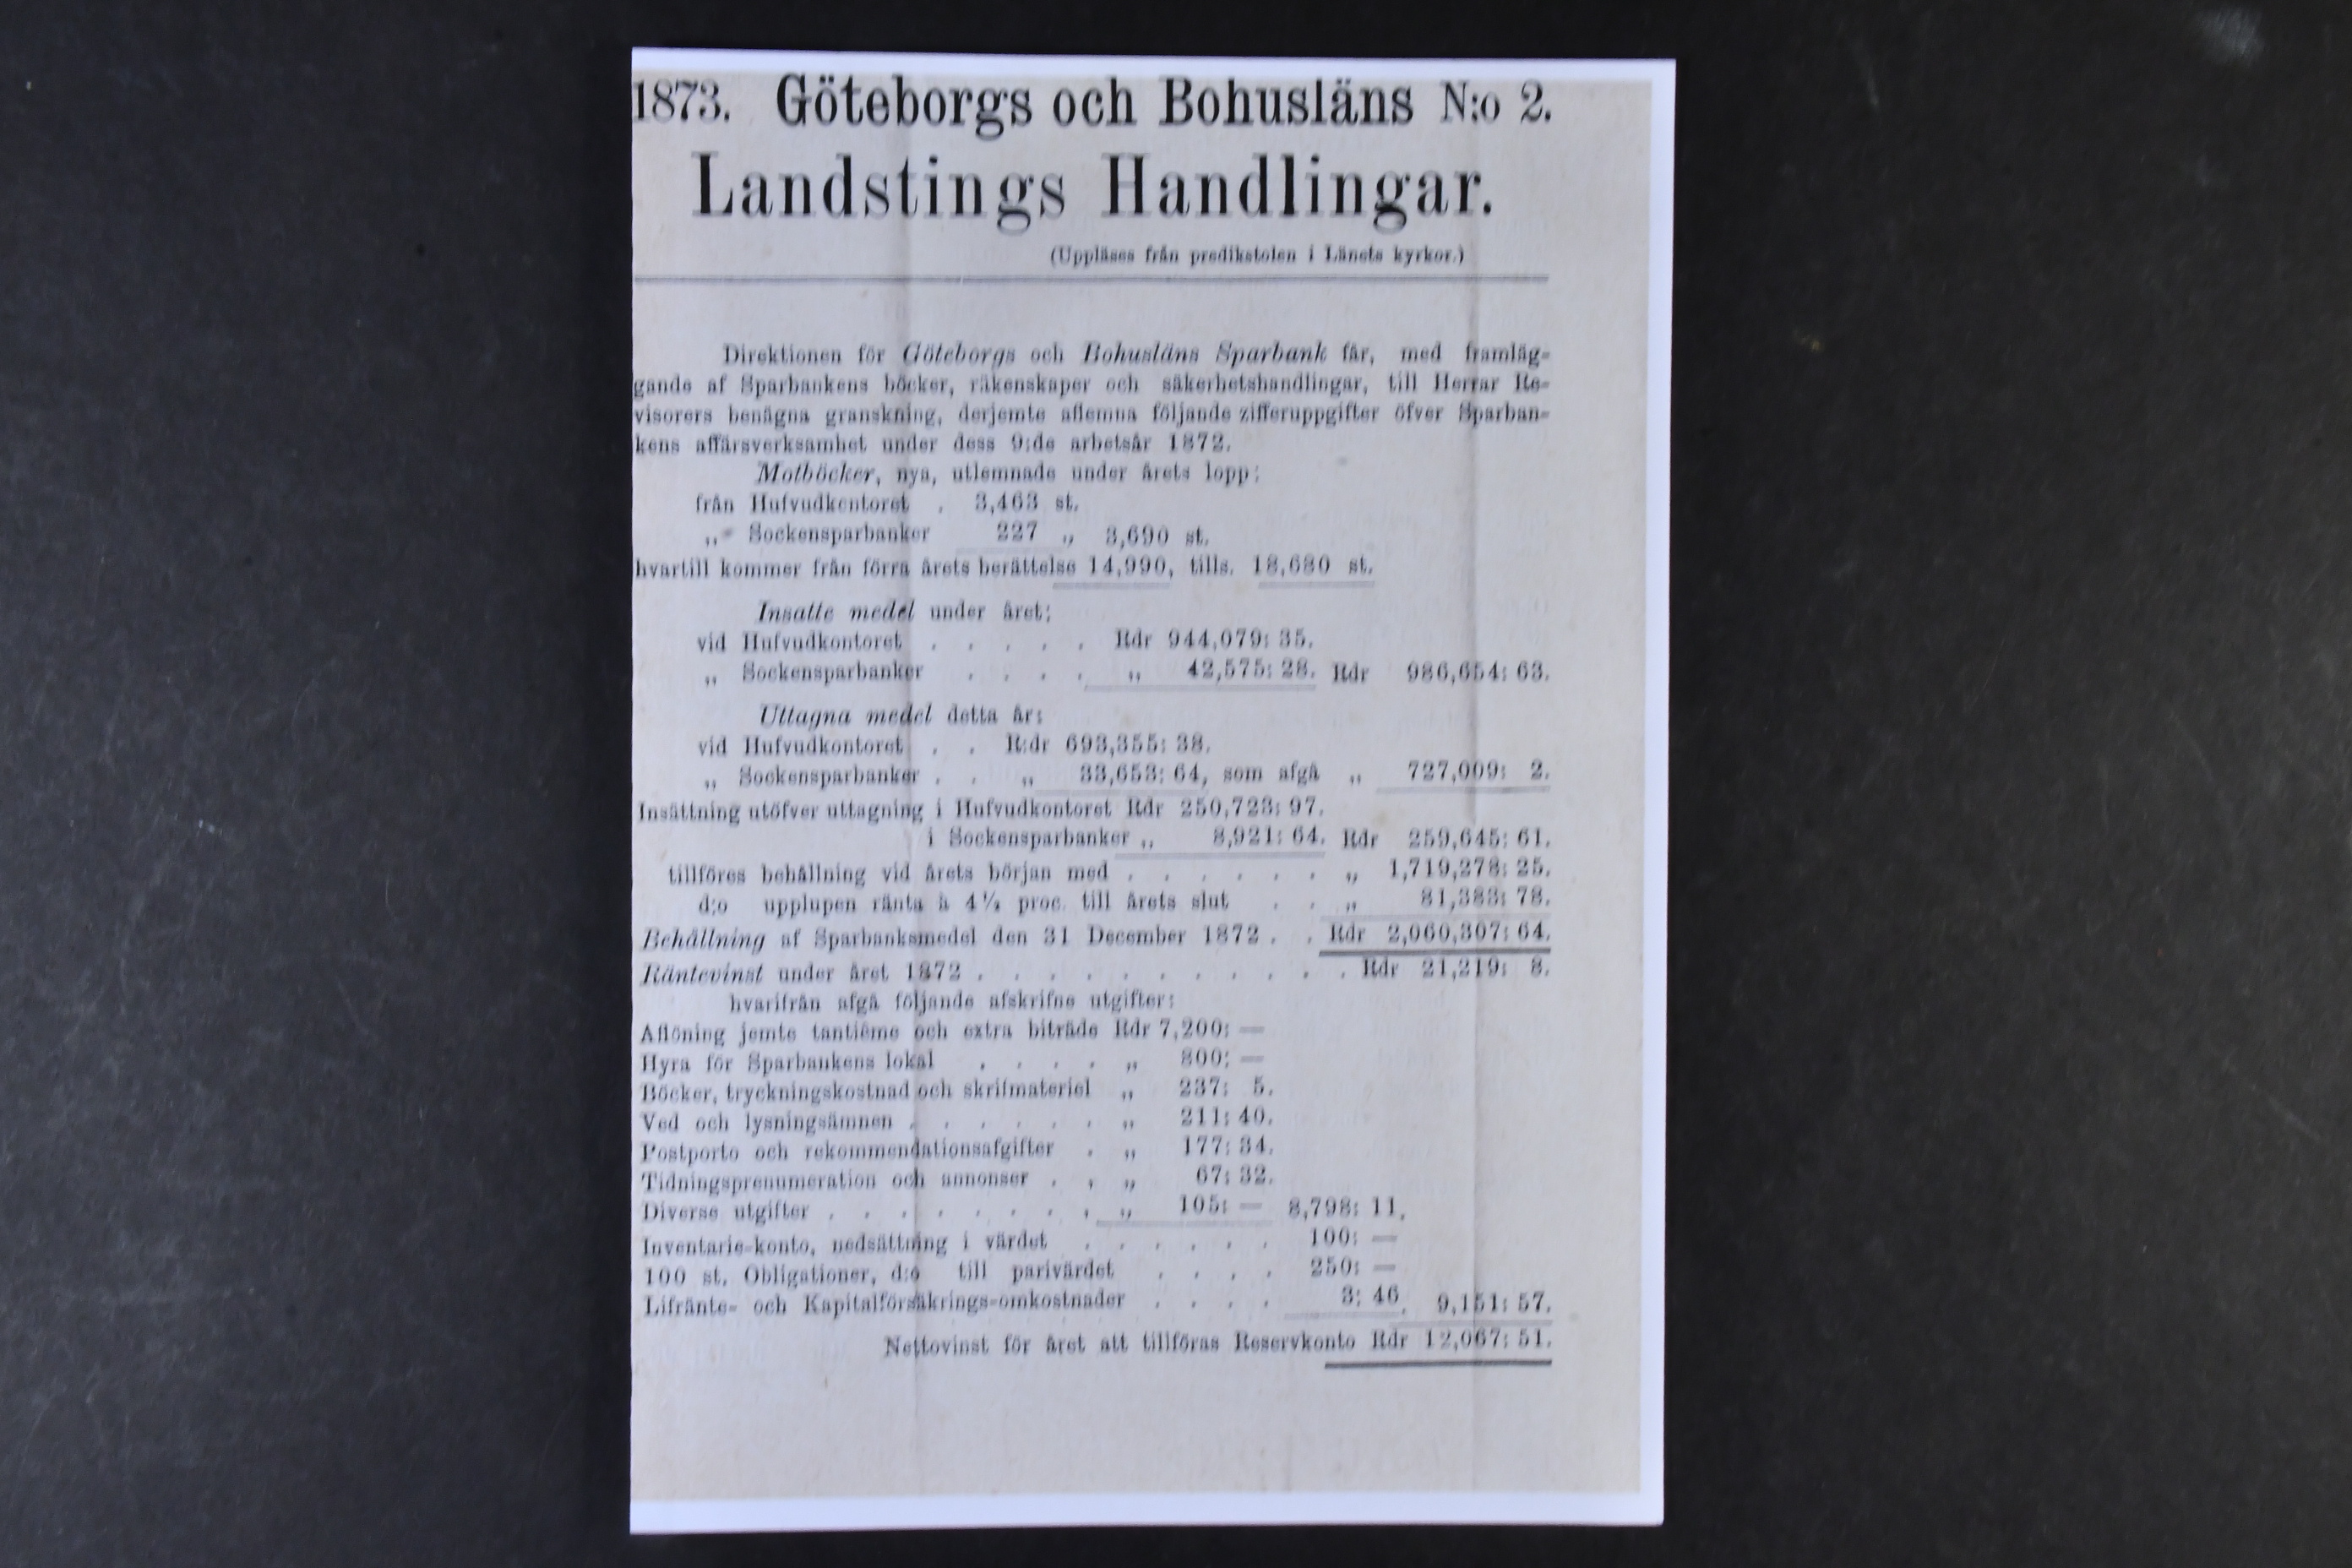 1873. Göteborgs och Bohusläns N:o 2.
Landstings Handlingar.
(Uppläses från predikstolen i Länets kyrkor.)
Direktionen för Göteborgs och Bohusläns Sparbank får, med framläg-
gande af Sparbankens böcker, räkenskaper och säkerhetshandlingar, till Herrar Re-
visorers benägna granskning, derjemte aflemna följande zifferuppgifter öfver Sparban-
kens affärsverksamhet under dess 9:de arbetsår 1872.
Motböcker, nya, utlemnade under årets lopp:
från Hufvudkontoret . 3,463 st.
„ Sockensparbanker 227 „ 3,690 st.
hvartill kommer från förra årets berättelse 14,990, tills. 18,680 st.
Insatte medel under året:
vid Hufvudkontoret . . . . . Rdr 944,079: 35.
„ Sockensparbanker . . . . „ 42,575: 28. Rdr 986,654: 63.
Uttagna medel detta år:
vid Hufvudkontoret . . R:dr 693,355: 38.
„ Sockensparbanker . . „ 33,653: 64, som afgå „ 727,009: 2.
Insättning utöfver uttagning i Hufvudkontoret Rdr 250,723: 97.
i Sockensparbanker „ 8,921: 64. Rdr 259,645: 61.
tillföres behållning vid årets början med . . . . . . „ 1,719,278: 25.
d:o upplupen ränta à 4½ proc. till årets slut . . „ 81,383: 78.
Behållning af Sparbanksmedel den 31 December 1872 . . Rdr 2,060,307: 64.
Räntevinst under året 1872 . . . . . . . . . . . Rdr 21,219: 8.
hvarifrån afgå följande afskrifne utgifter:
Aflöning jemte tantième och extra biträde Rdr 7,200: —
Hyra för Sparbankens lokal . . . . „ 800: —
Böcker, tryckningskostnad och skrifmateriel „ 237: 5.
Ved och lysningsämnen . . . . . . „ 211: 40.
Postporto och rekommendationsafgifter . „ 177: 34.
Tidningsprenumeration och annonser . . „ 67: 32.
Diverse utgifter . . . . . . . . „ 105: — 8,798: 11.
Inventarie-konto, nedsättning i värdet . . . . . . 100: —
100 st. Obligationer, d:o till parivärdet . . . . 250: —
Lifränte- och Kapitalförsäkrings-omkostnader . . . . 3: 46. 9,151: 57.
Nettovinst för året att tillföras Reservkonto Rdr 12,067: 51.